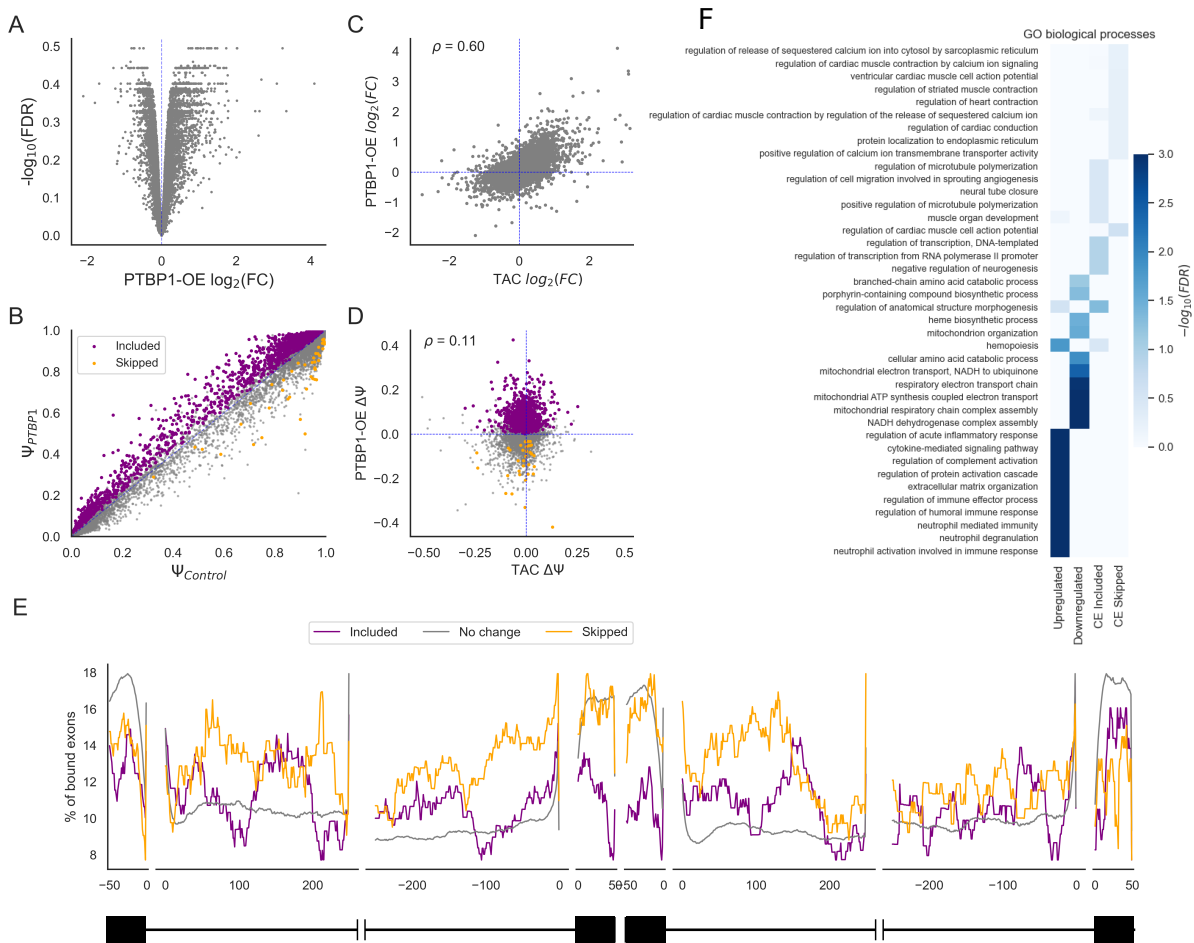 A
0.5
0.4
0.3
0.2
0.1
0.0
-log10(FDR)
−2
0
2
4
PTBP1-OE log2(FC)
C
ρ = 0.60
4
3
2
1
0
−1
−2
PTBP1-OE log2(FC)
−2
0
2
TAC log2(FC)
B
Included
Skipped
1.0
0.8
0.6
0.4
0.2
0.0
ΨPTBP1
0.0
0.2
0.4
0.6
0.8
1.0
ΨControl
D
ρ = 0.11
0.4
0.2
0.0
−0.2
−0.4
PTBP1-OE ΔΨ
−0.50
−0.25
0.00
0.25
0.5
TAC ΔΨ
F
GO biological processes
regulation of release of sequestered calcium ion into cytosol by sarcoplasmic reticulum
regulation of cardiac muscle contraction by calcium ion signaling
ventricular cardiac muscle cell action potential
regulation of striated muscle contraction
regulation of heart contraction
regulation of cardiac muscle contraction by regulation of the release of sequestered calcium ion
regulation of cardiac conduction
protein localization to endoplasmic reticulum
positive regulation of calcium ion transmembrane transporter activity
regulation of microtubule polymerization
regulation of cell migration involved in sprouting angiogenesis
neural tube closure
positive regulation of microtubule polymerization
muscle organ development
regulation of cardiac muscle cell action potential
regulation of transcription, DNA-templated
regulation of transcription from RNA polymerase II promoter
negative regulation of neurogenesis
branched-chain amino acid catabolic process
porphyrin-containing compound biosynthetic process
regulation of anatomical structure morphogenesis
heme biosynthetic process
mitochondrion organization
hemopoiesis
cellular amino acid catabolic process
mitochondrial electron transport, NADH to ubiquinone
respiratory electron transport chain
mitochondrial ATP synthesis coupled electron transport
mitochondrial respiratory chain complex assembly
NADH dehydrogenase complex assembly
regulation of acute inflammatory response
cytokine-mediated signaling pathway
regulation of complement activation
regulation of protein activation cascade
extracellular matrix organization
regulation of immune effector process
regulation of humoral immune response
neutrophil mediated immunity
neutrophil degranulation
neutrophil activation involved in immune response
Upregulated
Downregulated
CE Included
CE Skipped
3.0
2.5
2.0
1.5
1.0
0.5
0.0
−log10(FDR)
E
Included
No change
Skipped
18
16
14
12
10
8
% of bound exons
−50
0
0
100
200
−200
−100
0
0
50
−50
0
0
100
200
−200
−100
0
0
50